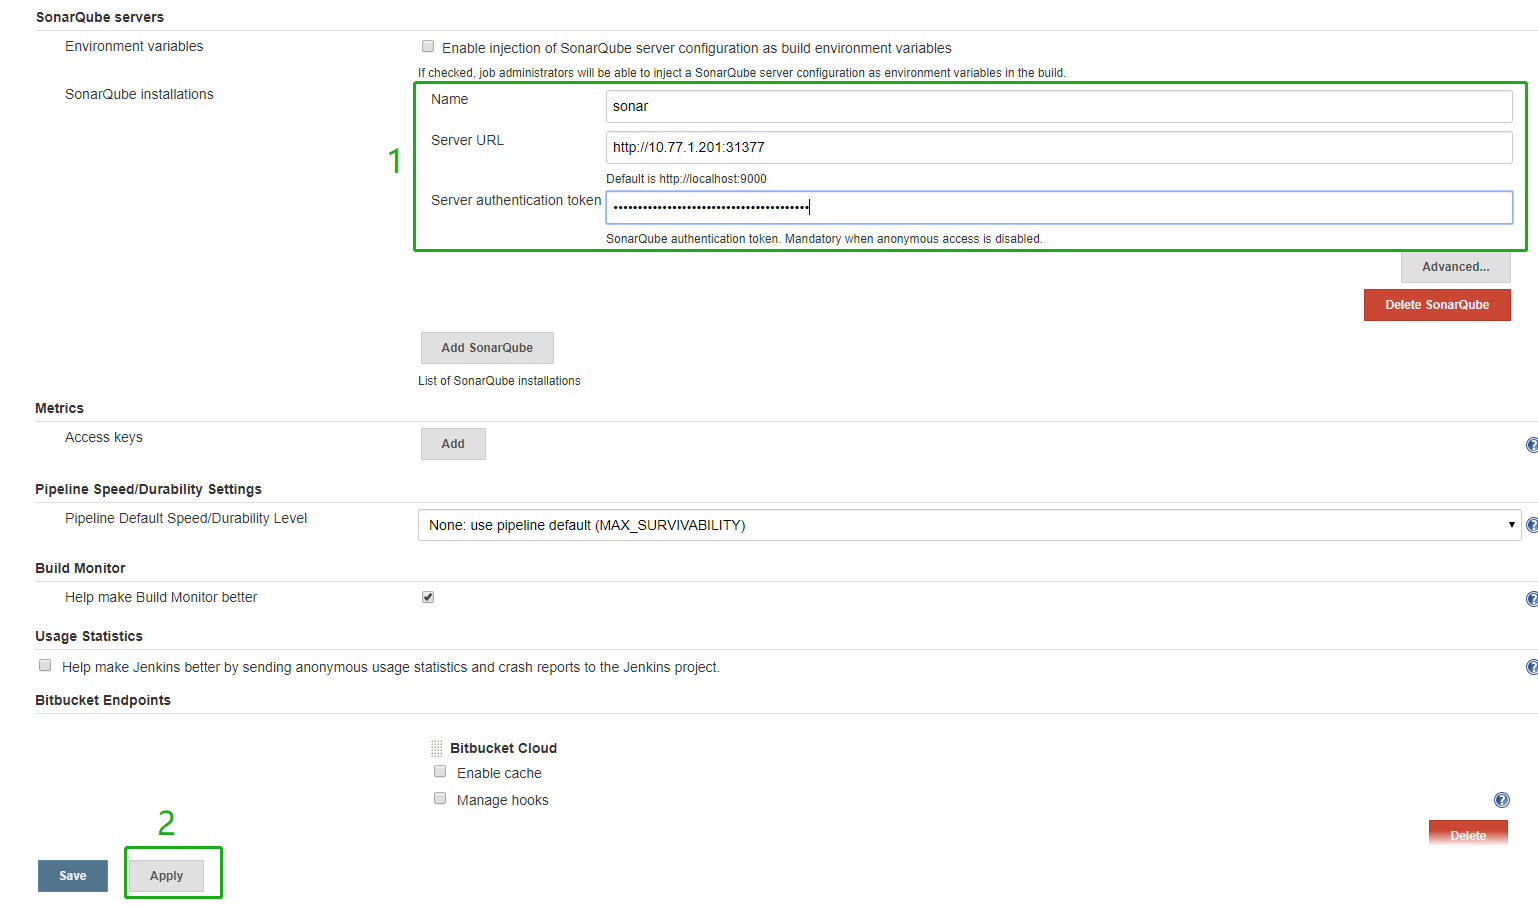 SonarQube servers
Environment variables
Enable injection of SonarQube server configuration as build environment variables
If checked, job administrators will be able to inject a SonarQube server configuration as environment variables in the build.
SonarQube installations
Name
sonar
1
Server URL
http://10.77.1.201:31377
Default is http://localhost:9000
Server authentication token
••••••••••••••••••••••••••••••••••••••••
SonarQube authentication token. Mandatory when anonymous access is disabled.
Advanced...
Delete SonarQube
Add SonarQube
List of SonarQube installations
Metrics
Access keys
Add
Pipeline Speed/Durability Settings
Pipeline Default Speed/Durability Level
None: use pipeline default (MAX_SURVIVABILITY)
Build Monitor
Help make Build Monitor better
Usage Statistics
Help make Jenkins better by sending anonymous usage statistics and crash reports to the Jenkins project.
Bitbucket Endpoints
Bitbucket Cloud
Enable cache
Manage hooks
Delete
2
Save
Apply